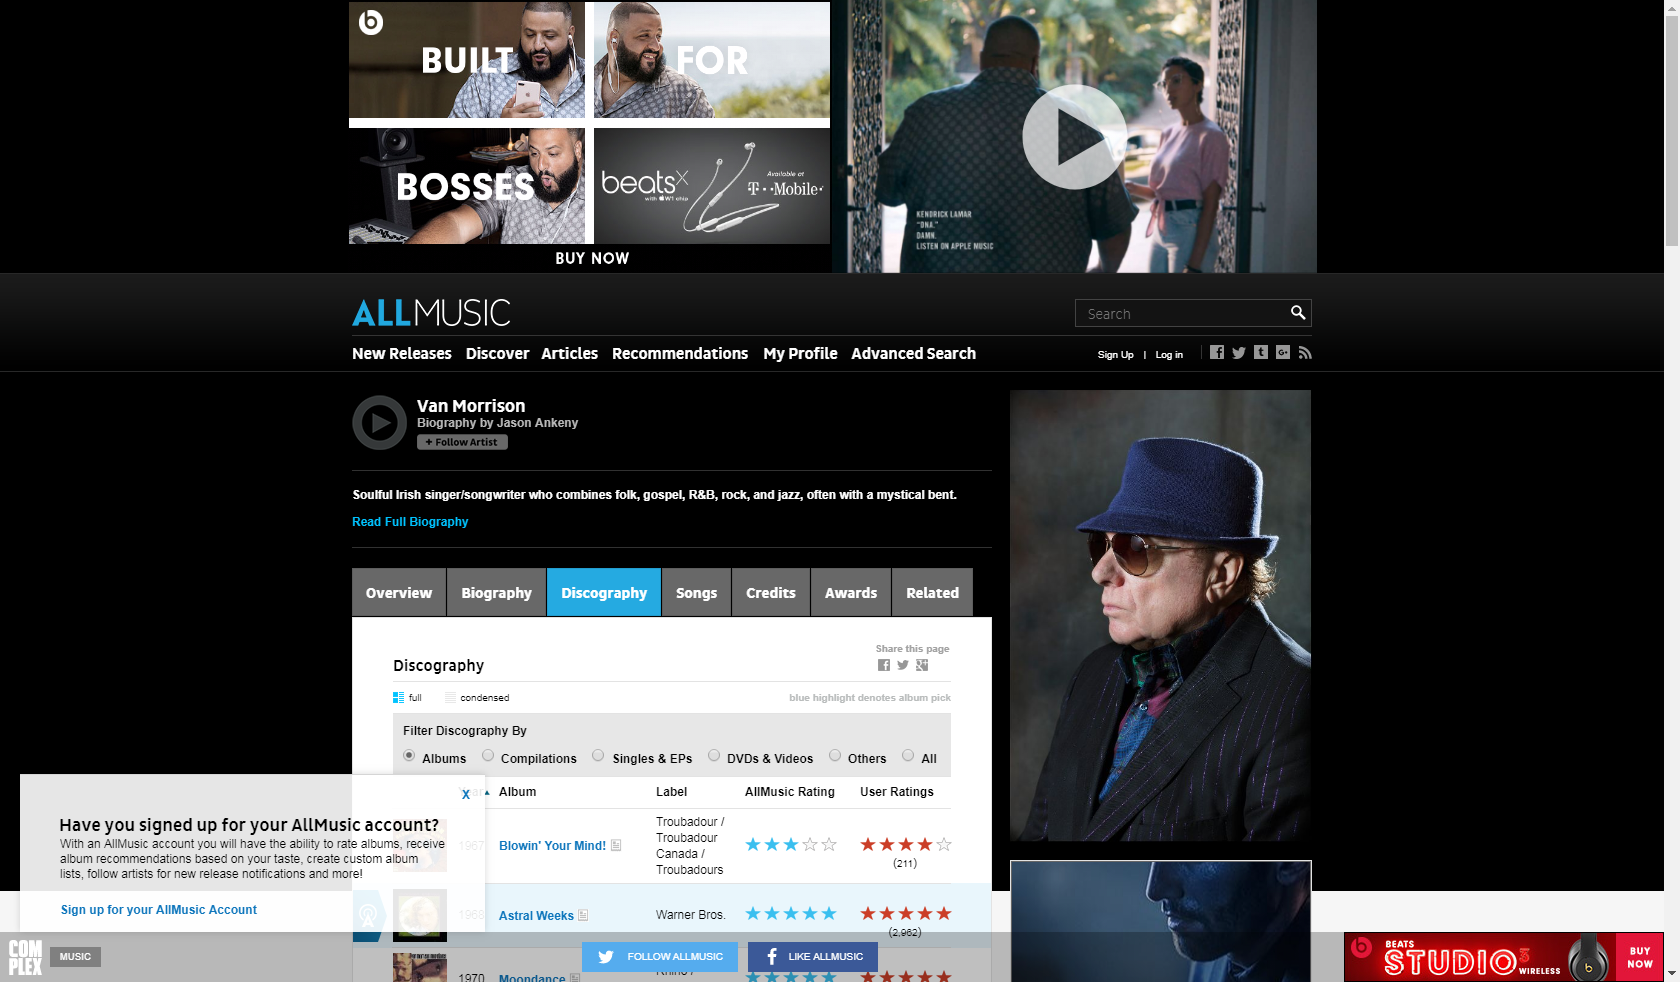 BUILT
FOR
BOSSES
beatsX
with W1 chip
Available at
T··Mobile·
BUY NOW
KENDRICK LAMAR
"DNA."
DAMN.
LISTEN ON APPLE MUSIC
ALLMUSIC
Search
New Releases Discover Articles Recommendations My Profile Advanced Search
Sign Up | Log in
Van Morrison
Biography by Jason Ankeny
+ Follow Artist
Soulful Irish singer/songwriter who combines folk, gospel, R&B, rock, and jazz, often with a mystical bent.
Read Full Biography
Overview Biography Discography Songs Credits Awards Related
Share this page
Discography
full condensed blue highlight denotes album pick
Filter Discography By
Albums Compilations Singles & EPs DVDs & Videos Others All
Year Album Label AllMusic Rating User Ratings
1967 Blowin' Your Mind!
Troubadour /
Troubadour
Canada /
Troubadours
(211)
1968 Astral Weeks Warner Bros.
(2,962)
1970 Moondance Rhino /
X
Have you signed up for your AllMusic account?
With an AllMusic account you will have the ability to rate albums, receive
album recommendations based on your taste, create custom album
lists, follow artists for new release notifications and more!
Sign up for your AllMusic Account
COM
PLEX
MUSIC
FOLLOW ALLMUSIC
LIKE ALLMUSIC
BEATS
STUDIO3
WIRELESS
BUY
NOW